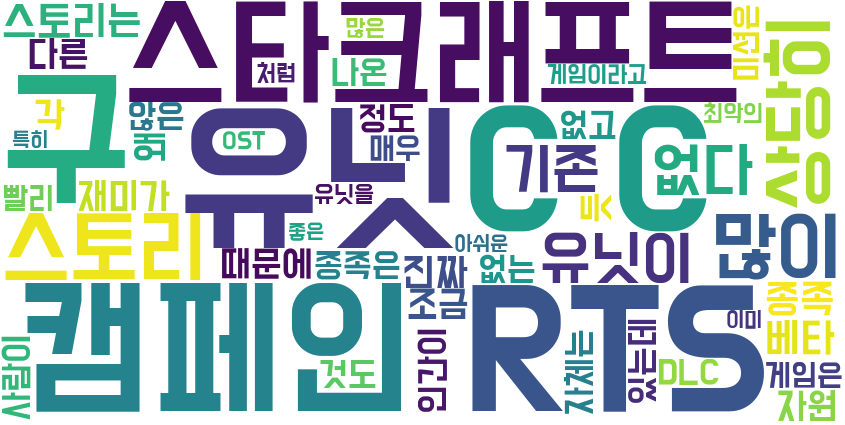 스토리는
스타크래프트
많은
미션은
다른
처럼
나온
게임이라고
상당히
구
각
않은
왜
OST
정도
매우
유닛
CC
없고
최악의
특히
기존
없다
빨리
재미가
유닛을
듯
스토리
좋은
아쉬운
때문에
종족은
진짜
없는
유닛이
많이
캠페인
조금
RTS
종족
베타
이미
사람이
것도
인간이
자체는
있는데
DLC
게임은
자원